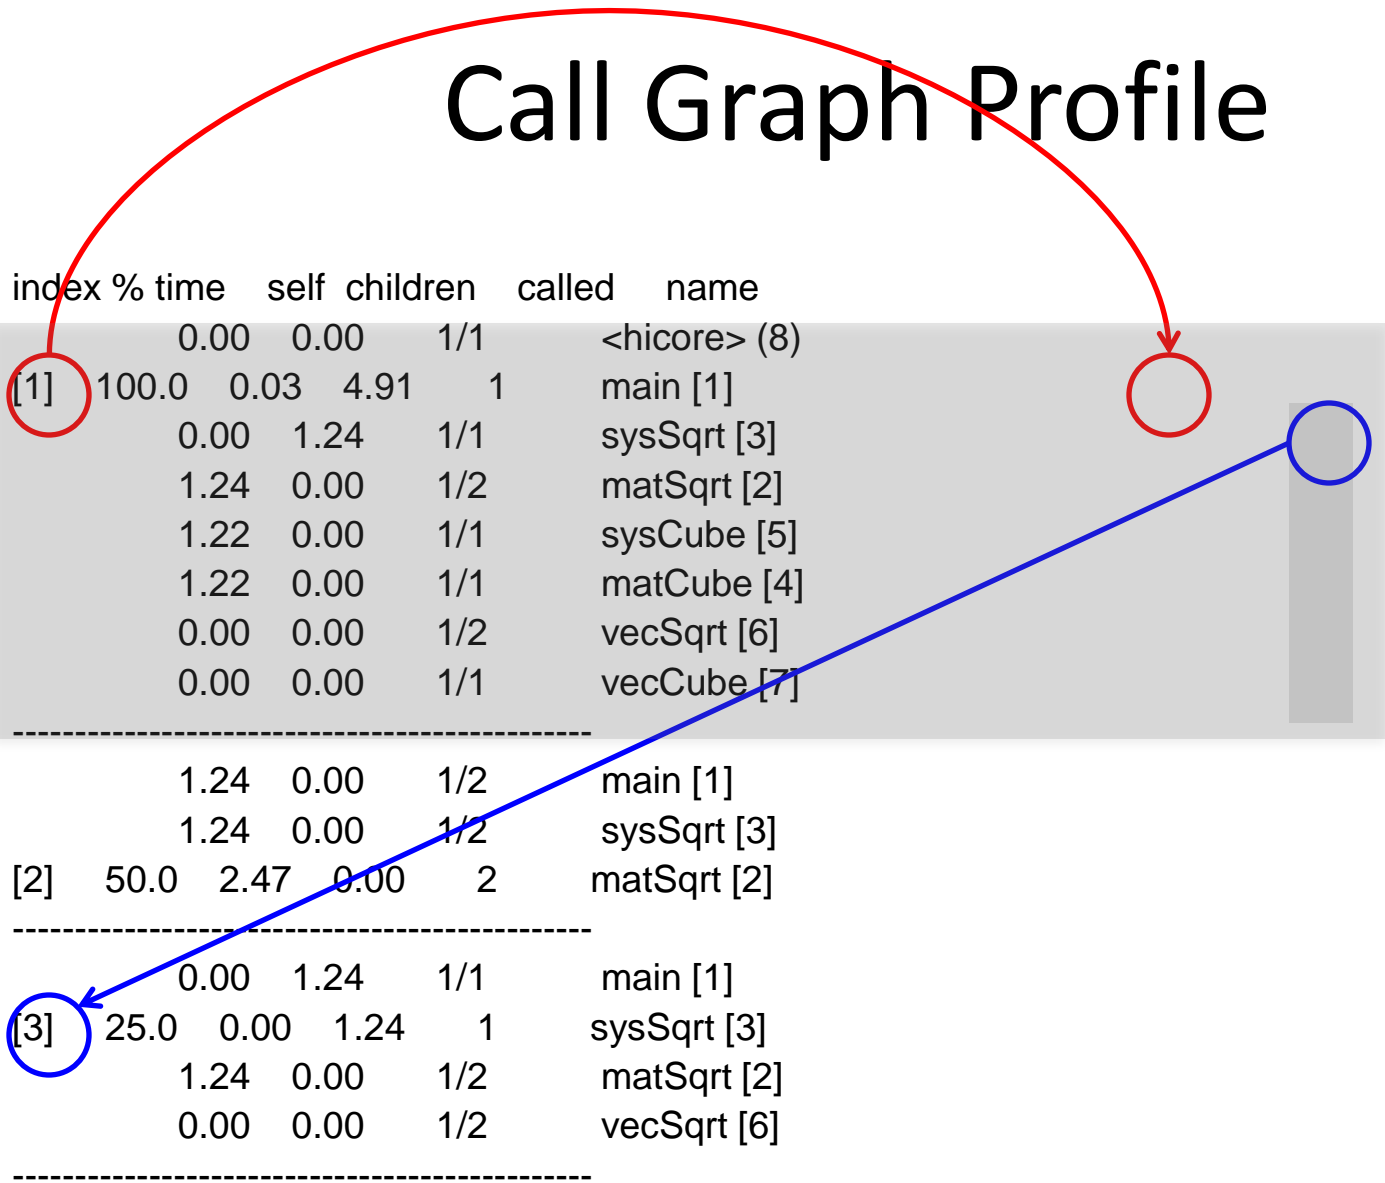 Call Graph Profile
index % time self children called name
0.00 0.00 1/1 <hicore> (8)
[1] 100.0 0.03 4.91 1 main [1]
0.00 1.24 1/1 sysSqrt [3]
1.24 0.00 1/2 matSqrt [2]
1.22 0.00 1/1 sysCube [5]
1.22 0.00 1/1 matCube [4]
0.00 0.00 1/2 vecSqrt [6]
0.00 0.00 1/1 vecCube [7]
----------------------------------------------
1.24 0.00 1/2 main [1]
1.24 0.00 1/2 sysSqrt [3]
[2] 50.0 2.47 0.00 2 matSqrt [2]
----------------------------------------------
0.00 1.24 1/1 main [1]
[3] 25.0 0.00 1.24 1 sysSqrt [3]
1.24 0.00 1/2 matSqrt [2]
0.00 0.00 1/2 vecSqrt [6]
----------------------------------------------